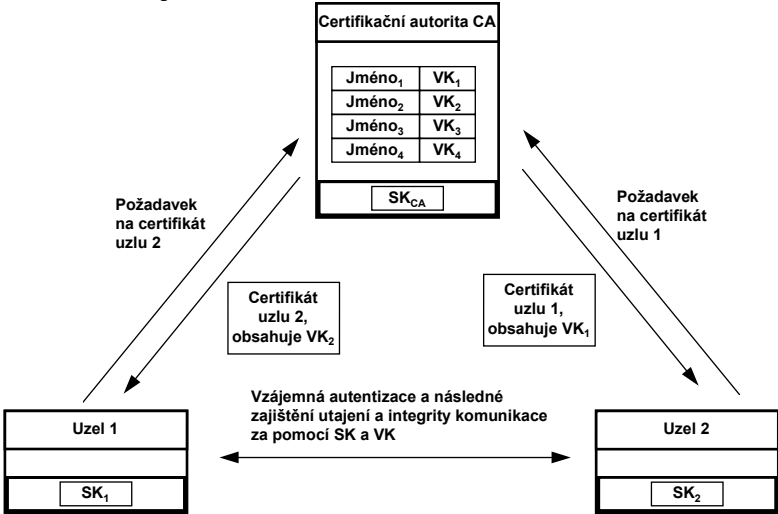 Certifikační autorita CA
Jméno₁ VK₁
Jméno₂ VK₂
Jméno₃ VK₃
Jméno₄ VK₄
SK_CA
Požadavek
na certifikát
uzlu 2
Požadavek
na certifikát
uzlu 1
Certifikát
uzlu 2,
obsahuje VK₂
Certifikát
uzlu 1,
obsahuje VK₁
Vzájemná autentizace a následné
zajištění utajení a integrity komunikace
za pomocí SK a VK
Uzel 1
SK₁
Uzel 2
SK₂